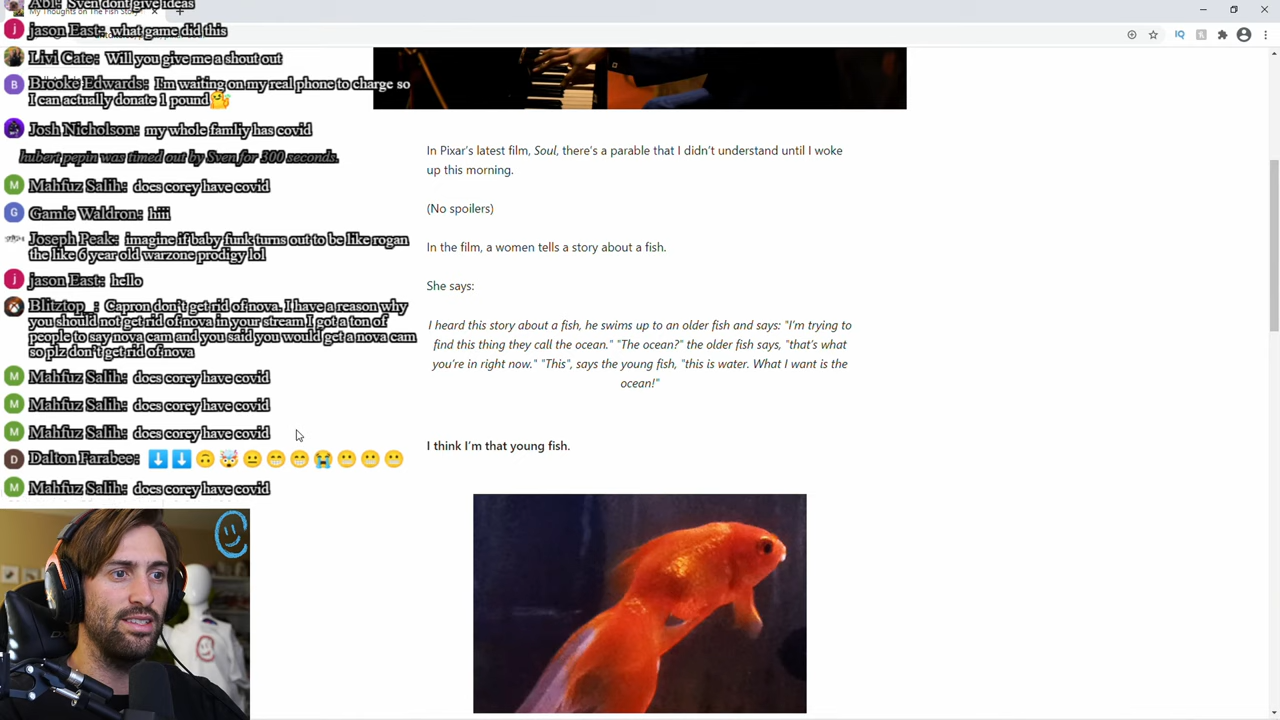 My Thoughts on The Fish Story
Abi: Sven dont give ideas
jason East: what game did this
Livi Cate: Will you give me a shout out
Brooke Edwards: I'm waiting on my real phone to charge so
I can actually donate 1 pound
Josh Nicholson: my whole famliy has covid
hubert pepin was timed out by Sven for 300 seconds.
Mahfuz Salih: does corey have covid
Gamie Waldron: hiii
Joseph Peak: imagine if baby funk turns out to be like rogan
the like 6 year old warzone prodigy lol
jason East: hello
Blitztop_: Capron don't get rid of nova. I have a reason why
you should not get rid of nova in your stream I got a ton of
people to say nova cam and you said you would get a nova cam
so plz don't get rid of nova
Mahfuz Salih: does corey have covid
Mahfuz Salih: does corey have covid
Mahfuz Salih: does corey have covid
Dalton Farabee: ⬇️⬇️🙃🤯😐😁😁😭😬😬😬
Mahfuz Salih: does corey have covid
In Pixar's latest film, Soul, there's a parable that I didn't understand until I woke
up this morning.
(No spoilers)
In the film, a women tells a story about a fish.
She says:
I heard this story about a fish, he swims up to an older fish and says: "I'm trying to
find this thing they call the ocean." "The ocean?" the older fish says, "that's what
you're in right now." "This", says the young fish, "this is water. What I want is the
ocean!"
I think I'm that young fish.